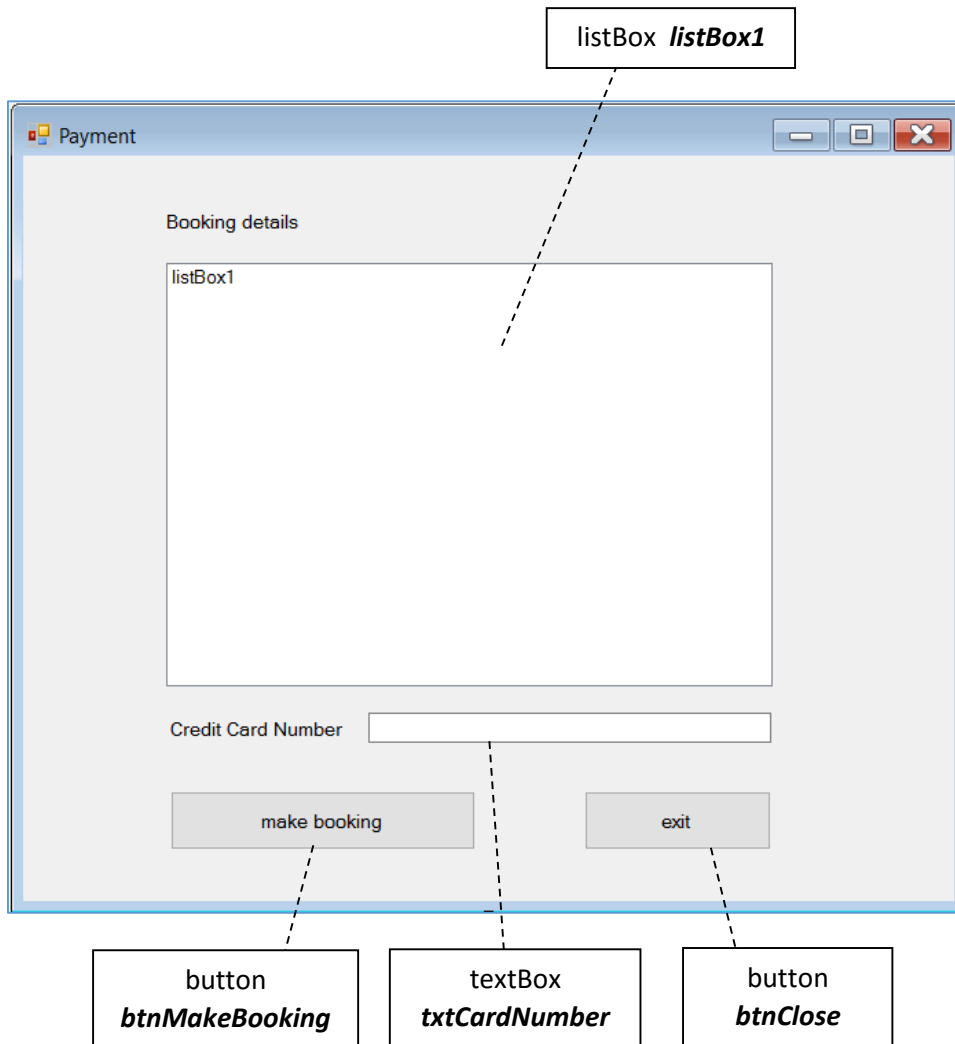 listBox listBox1
Payment
Booking details
listBox1
Credit Card Number
make booking
exit
button
btnMakeBooking
textBox
txtCardNumber
button
btnClose